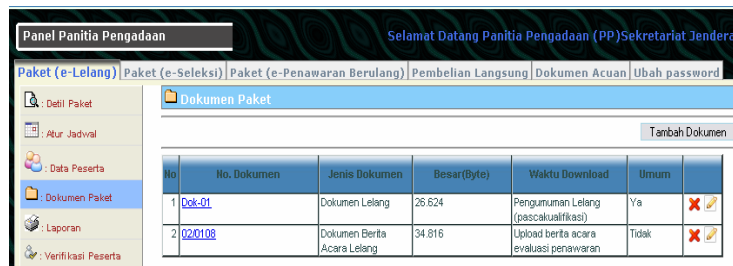 Panel Panitia Pengadaan
Selamat Datang Panitia Pengadaan (PP)Sekretariat Jendera
Paket (e-Lelang) Paket (e-Seleksi) Paket (e-Penawaran Berulang) Pembelian Langsung Dokumen Acuan Ubah password
: Detil Paket
: Atur Jadwal
: Data Peserta
: Dokumen Paket
: Laporan
: Verifikasi Peserta
Dokumen Paket
Tambah Dokumen
No No. Dokumen Jenis Dokumen Besar(Byte) Waktu Download Umum
1 Dok-01 Dokumen Lelang 26.624 Pengumuman Lelang Ya
(pascakualifikasi)
2 02/0108 Dokumen Berita 34.816 Upload berita acara Tidak
Acara Lelang evaluasi penawaran